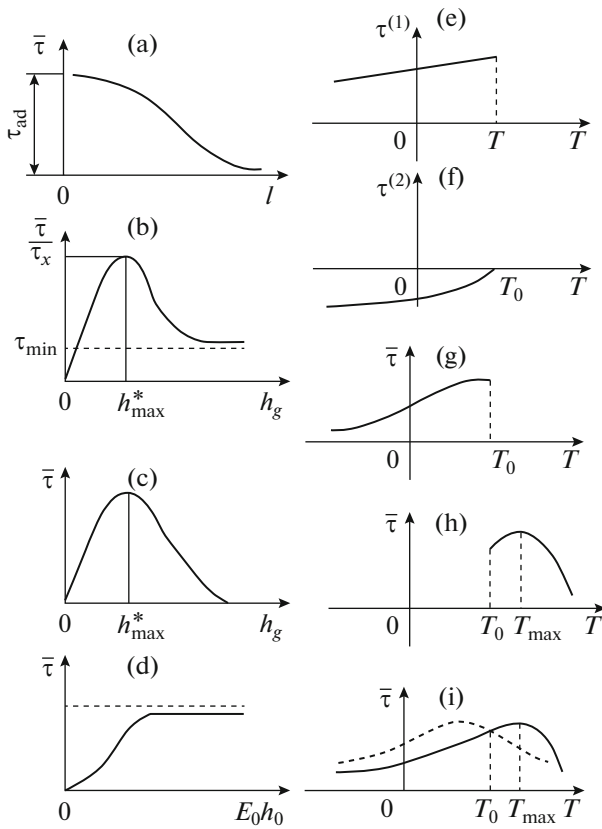 (a)
τ̅
τad
0
l
(b)
τ̅
τx
τmin
0
h*max
hg
(c)
τ̅
0
h*max
hg
(d)
τ̅
0
E0h0
(e)
τ(1)
0
T
T
(f)
τ(2)
0
T0
T
(g)
τ̅
0
T0
T
(h)
τ̅
0
T0
Tmax
T
(i)
τ̅
0
T0
Tmax
T